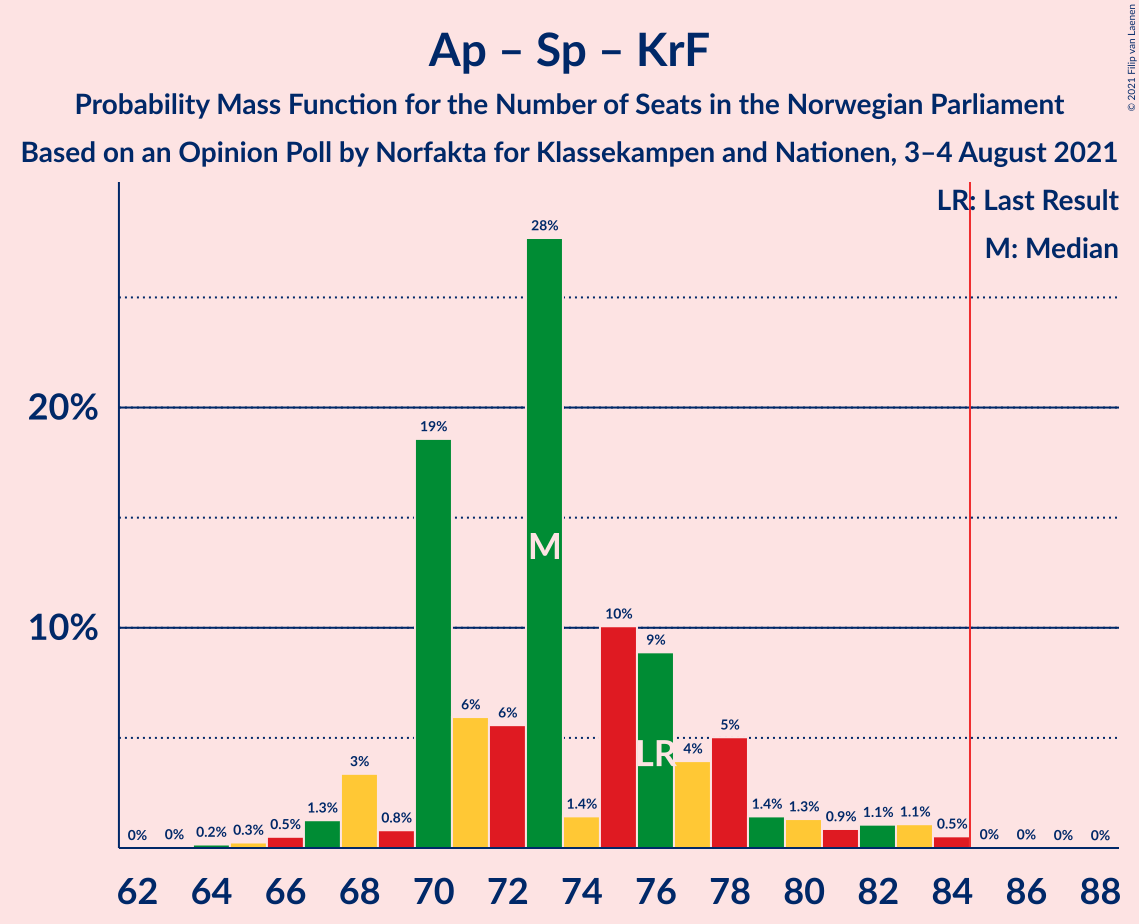 Ap – Sp – KrF
Probability Mass Function for the Number of Seats in the Norwegian Parliament
Based on an Opinion Poll by Norfakta for Klassekampen and Nationen, 3–4 August 2021
© 2021 Filip van Laenen
LR: Last Result
M: Median
20%
10%
0% 0% 0.2% 0.3% 0.5% 1.3% 3% 0.8% 19% 6% 6% 28% 1.4% 10% 9% 4% 5% 1.4% 1.3% 0.9% 1.1% 1.1% 0.5% 0% 0% 0% 0%
M
LR
62 64 66 68 70 72 74 76 78 80 82 84 86 88